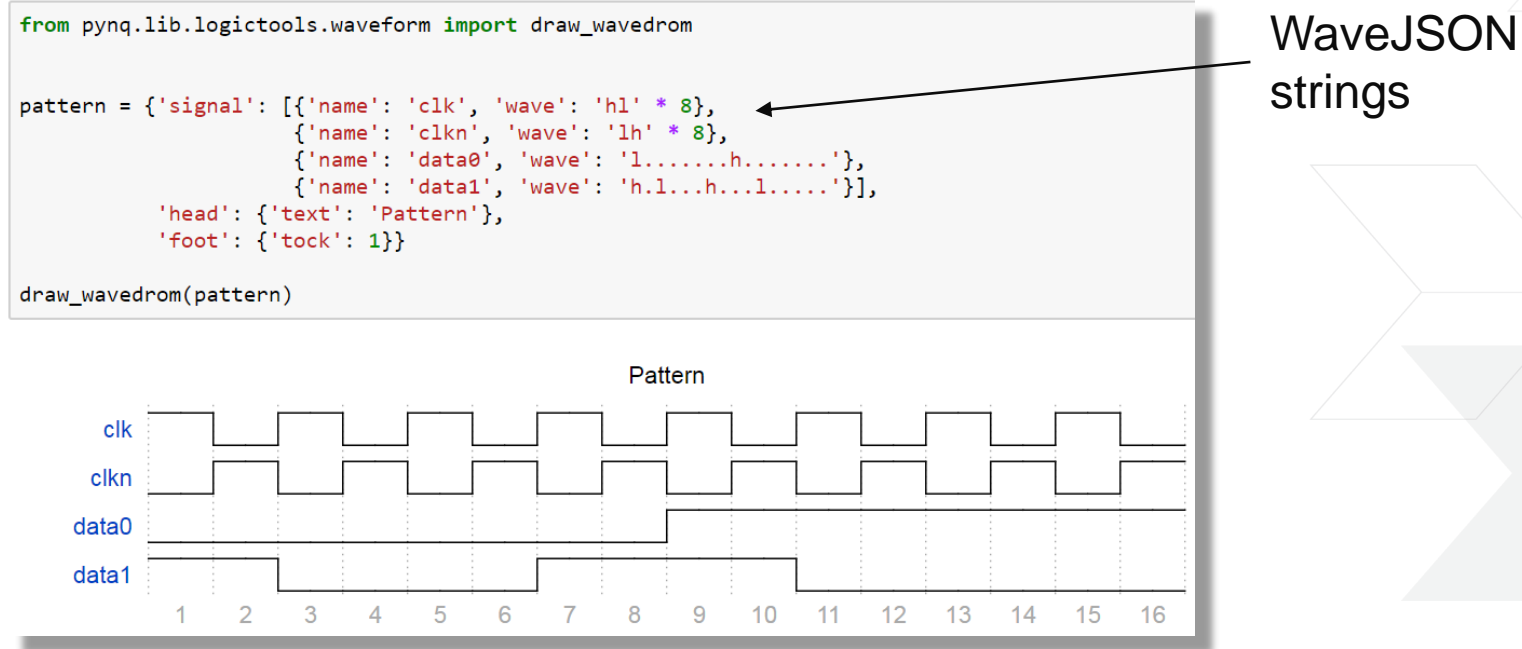 from pynq.lib.logictools.waveform import draw_wavedrom
pattern = {'signal': [{'name': 'clk', 'wave': 'hl' * 8},
{'name': 'clkn', 'wave': 'lh' * 8},
{'name': 'data0', 'wave': 'l.......h.......'},
{'name': 'data1', 'wave': 'h.l...h...l.....'}],
'head': {'text': 'Pattern'},
'foot': {'tock': 1}}
draw_wavedrom(pattern)
WaveJSON
strings
Pattern
clk
clkn
data0
data1
1 2 3 4 5 6 7 8 9 10 11 12 13 14 15 16